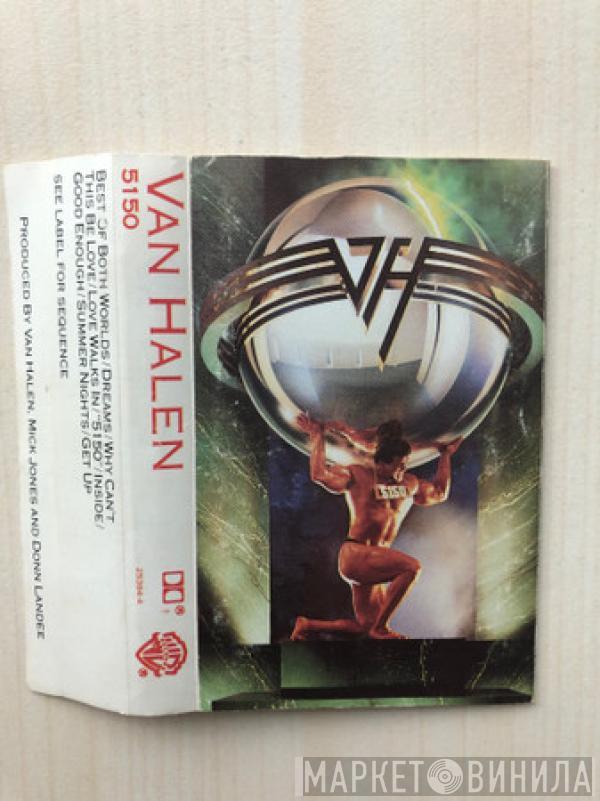 VAN HALEN
5150
BEST OF BOTH WORLDS/DREAMS/WHY CAN'T
THIS BE LOVE/LOVE WALKS IN/"5150"/INSIDE/
GOOD ENOUGH/SUMMER NIGHTS/GET UP
SEE LABEL FOR SEQUENCE
PRODUCED BY VAN HALEN, MICK JONES AND DONN LANDEE
25394-4
VH
5150
МАРКЕТ ВИНИЛА